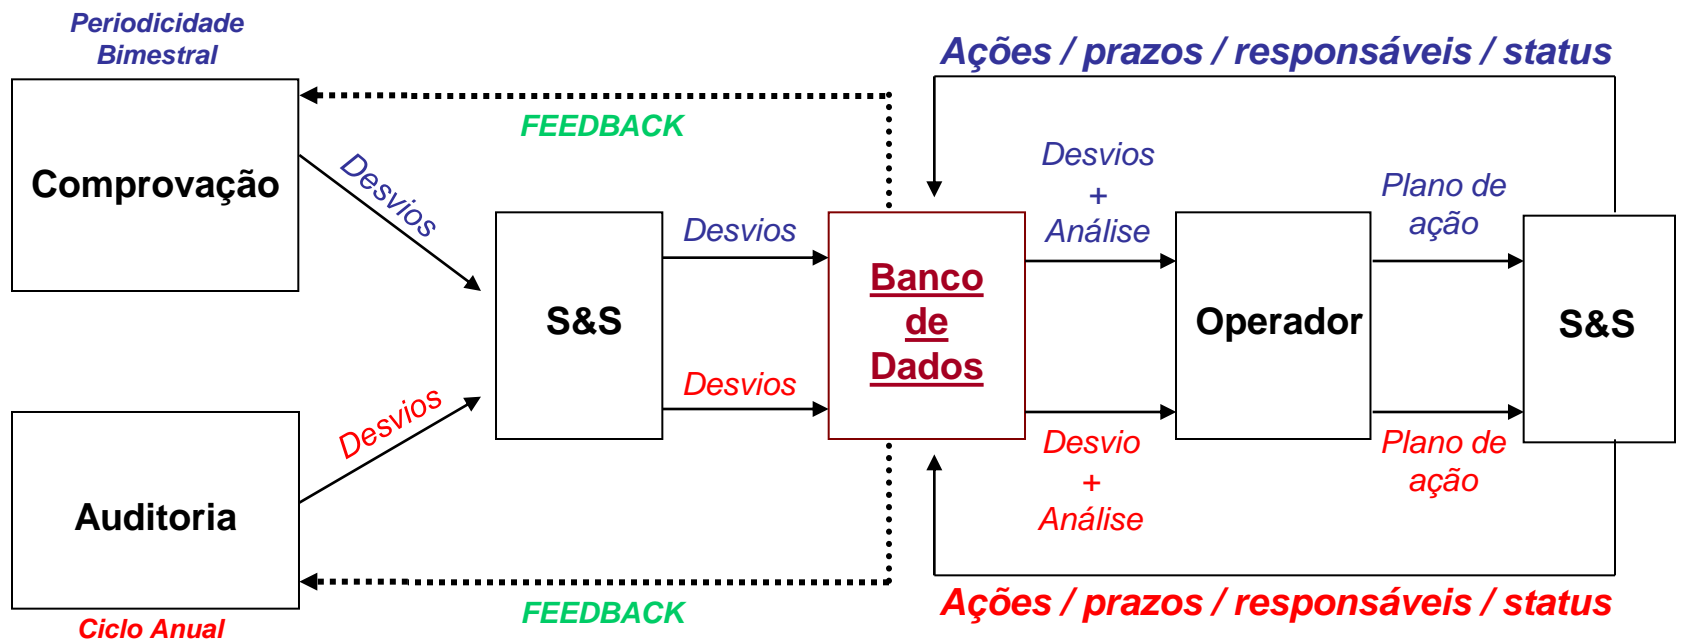 Periodicidade
Bimestral
Ações / prazos / responsáveis / status
FEEDBACK
Comprovação
Desvios
Desvios
+
Análise
Plano de
ação
Desvios
S&S
Banco
de
Dados
Operador
S&S
Desvios
Desvios
Desvio
+
Análise
Plano de
ação
Auditoria
FEEDBACK
Ações / prazos / responsáveis / status
Ciclo Anual